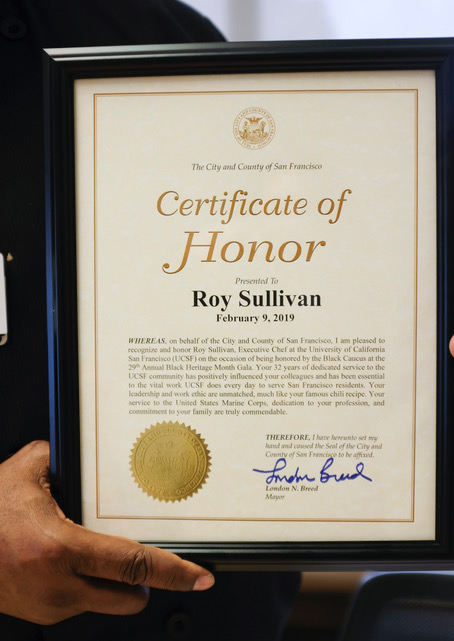 The City and County of San Francisco
Certificate of
Honor
Presented To
Roy Sullivan
February 9, 2019
WHEREAS, on behalf of the City and County of San Francisco, I am pleased to
recognize and honor Roy Sullivan, Executive Chef at the University of California
San Francisco (UCSF) on the occasion of being honored by the Black Caucus at the
29th Annual Black Heritage Month Gala. Your 32 years of dedicated service to the
UCSF community has positively influenced your colleagues and has been essential
to the vital work UCSF does every day to serve San Francisco residents. Your
leadership and work ethic are unmatched, much like your famous chili recipe. Your
service to the United States Marine Corps, dedication to your profession, and
commitment to your family are truly commendable.
THEREFORE, I have hereunto set my
hand and caused the Seal of the City and
County of San Francisco to be affixed.
London Breed
London N. Breed
Mayor